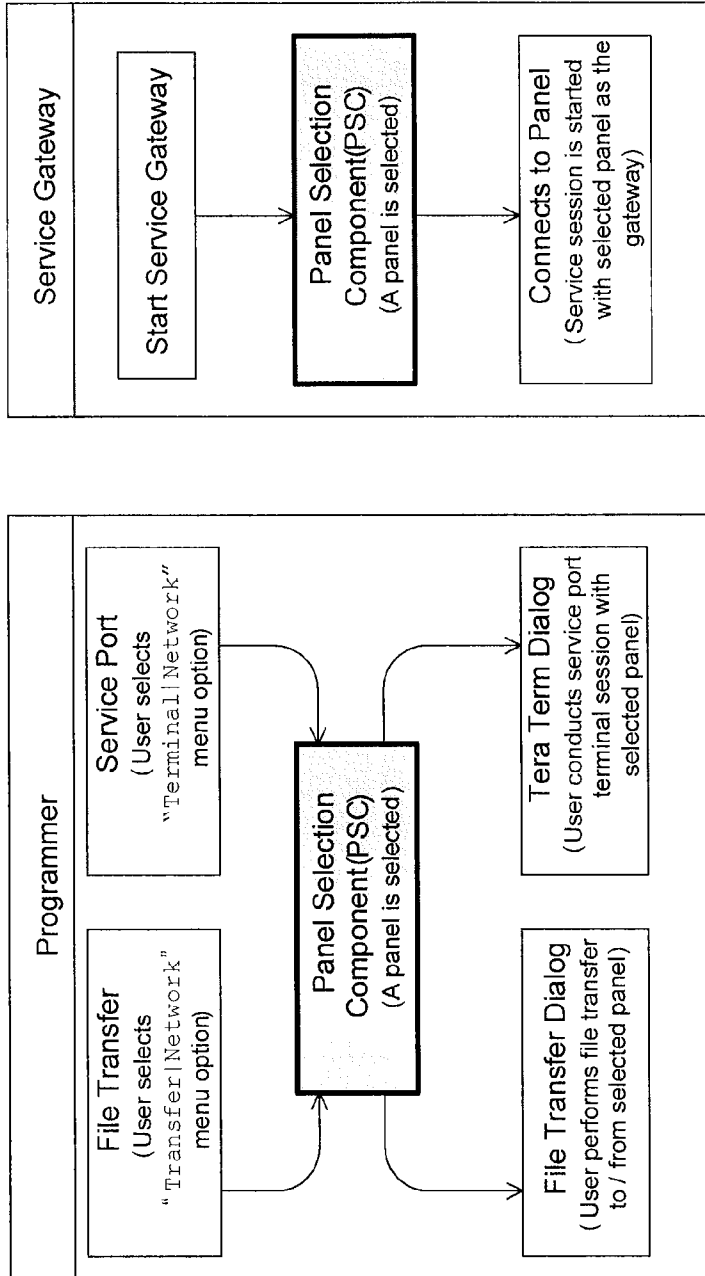 Programmer
File Transfer
(User selects
"Transfer|Network"
menu option)
Service Port
(User selects
"Terminal|Network"
menu option)
Panel Selection
Component(PSC)
(A panel is selected)
File Transfer Dialog
( User performs file transfer
to / from selected panel)
Tera Term Dialog
(User conducts service port
terminal session with
selected panel)
Service Gateway
Start Service Gateway
Panel Selection
Component(PSC)
(A panel is selected)
Connects to Panel
( Service session is started
with selected panel as the
gateway)